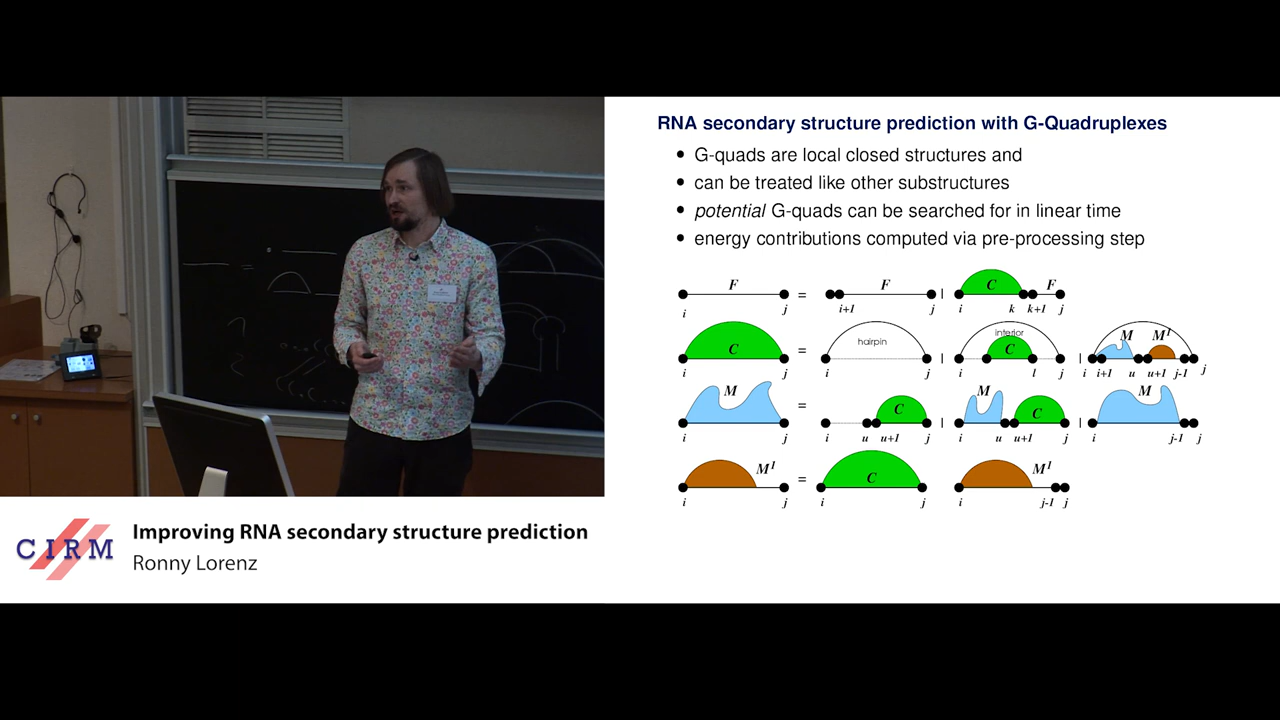 RNA secondary structure prediction with G-Quadruplexes
• G-quads are local closed structures and
• can be treated like other substructures
• potential G-quads can be searched for in linear time
• energy contributions computed via pre-processing step
F = F | C F
i j i+1 j i k k+1 j
C = hairpin | interior C | M M1
i j i j i l j i i+1 u u+1 j-1 j
M = C | M C | M
i j i u u+1 j i u u+1 j i j-1 j
M1 = C M1
i j i j i j-1 j
CIRM
Improving RNA secondary structure prediction
Ronny Lorenz